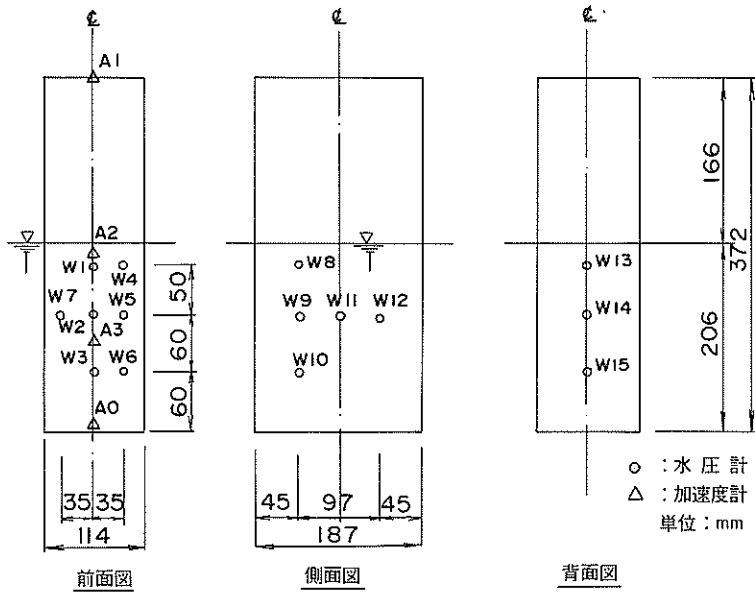 ℄ ℄ ℄
A1
A2
W1 W4
W7 W5
W2 A3
W3 W6
A0
W8
W9 W11 W12
W10
W13
W14
W15
50
60
60
166
206
372
35 35
114
45 97 45
187
○ : 水圧計
△ : 加速度計
単位 : mm
前面図 側面図 背面図